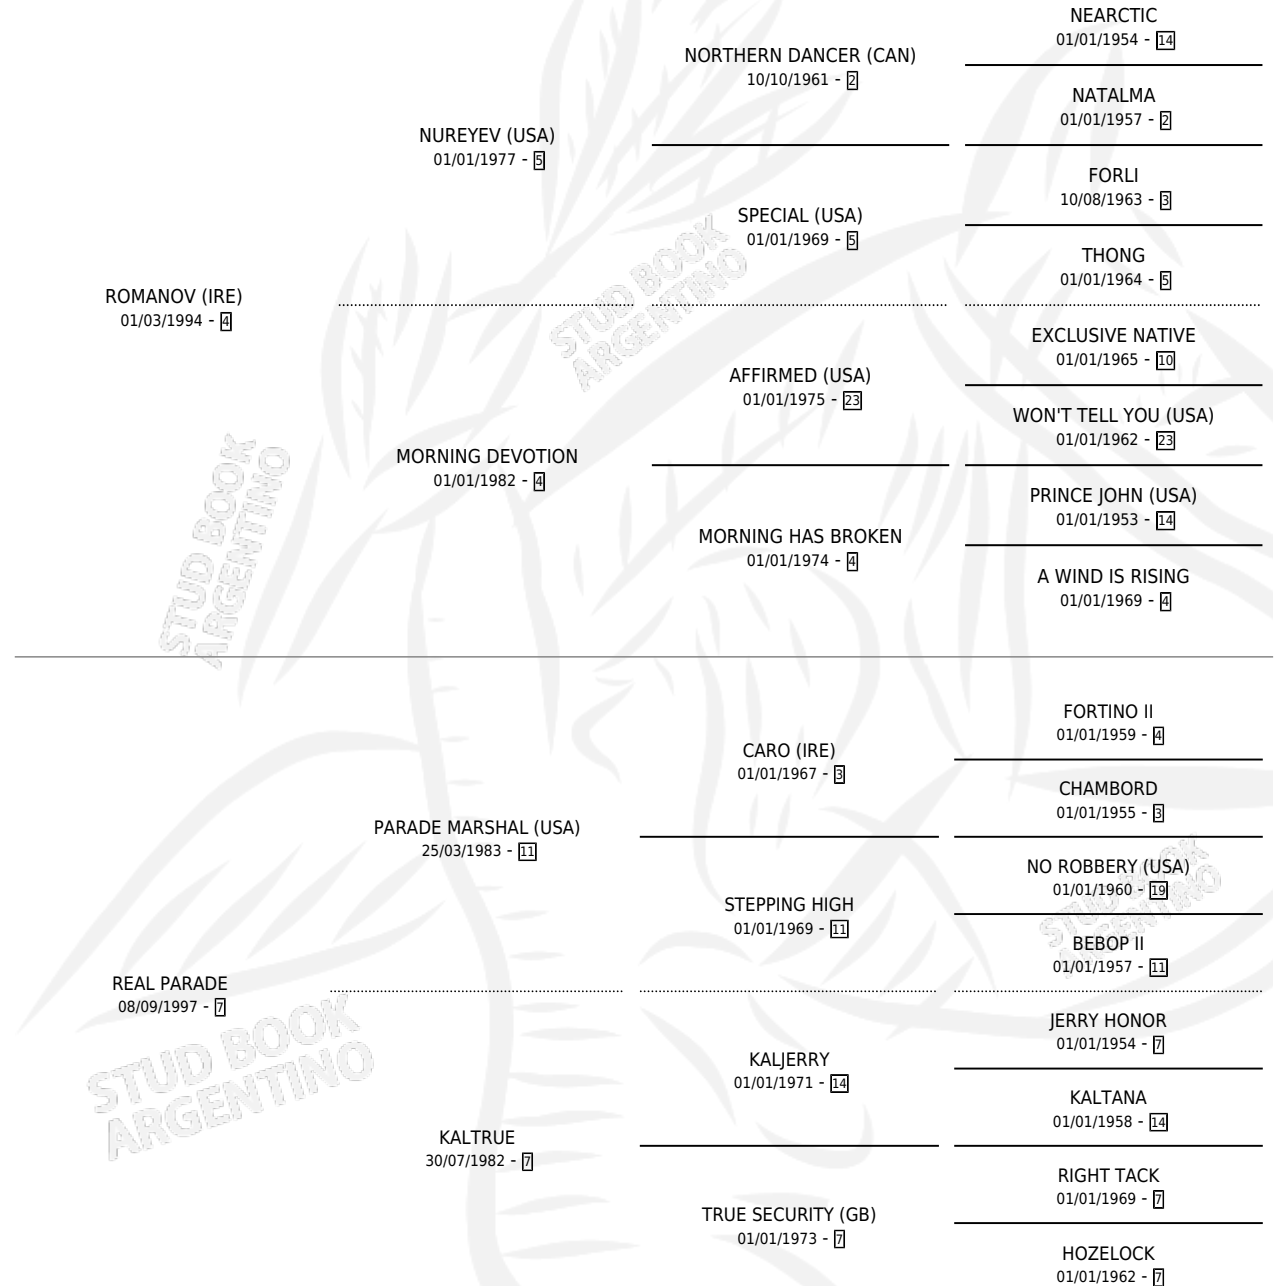 NEARCTIC
01/01/1954 - 14
NORTHERN DANCER (CAN)
10/10/1961 - 2
NATALMA
01/01/1957 - 2
NUREYEV (USA)
01/01/1977 - 5
FORLI
10/08/1963 - 3
SPECIAL (USA)
01/01/1969 - 5
THONG
01/01/1964 - 5
ROMANOV (IRE)
01/03/1994 - 4
EXCLUSIVE NATIVE
01/01/1965 - 10
AFFIRMED (USA)
01/01/1975 - 23
WON'T TELL YOU (USA)
01/01/1962 - 23
MORNING DEVOTION
01/01/1982 - 4
PRINCE JOHN (USA)
01/01/1953 - 14
MORNING HAS BROKEN
01/01/1974 - 4
A WIND IS RISING
01/01/1969 - 4
FORTINO II
01/01/1959 - 4
CARO (IRE)
01/01/1967 - 3
CHAMBORD
01/01/1955 - 3
PARADE MARSHAL (USA)
25/03/1983 - 11
NO ROBBERY (USA)
01/01/1960 - 19
STEPPING HIGH
01/01/1969 - 11
BEBOP II
01/01/1957 - 11
REAL PARADE
08/09/1997 - 7
JERRY HONOR
01/01/1954 - 7
KALJERRY
01/01/1971 - 14
KALTANA
01/01/1958 - 14
KALTRUE
30/07/1982 - 7
RIGHT TACK
01/01/1969 - 7
TRUE SECURITY (GB)
01/01/1973 - 7
HOZELOCK
01/01/1962 - 7
STUD BOOK
ARGENTINO
STUD BOOK
ARGENTINO
STUD BOOK
ARGENTINO
STUD BOOK
ARGENTINO